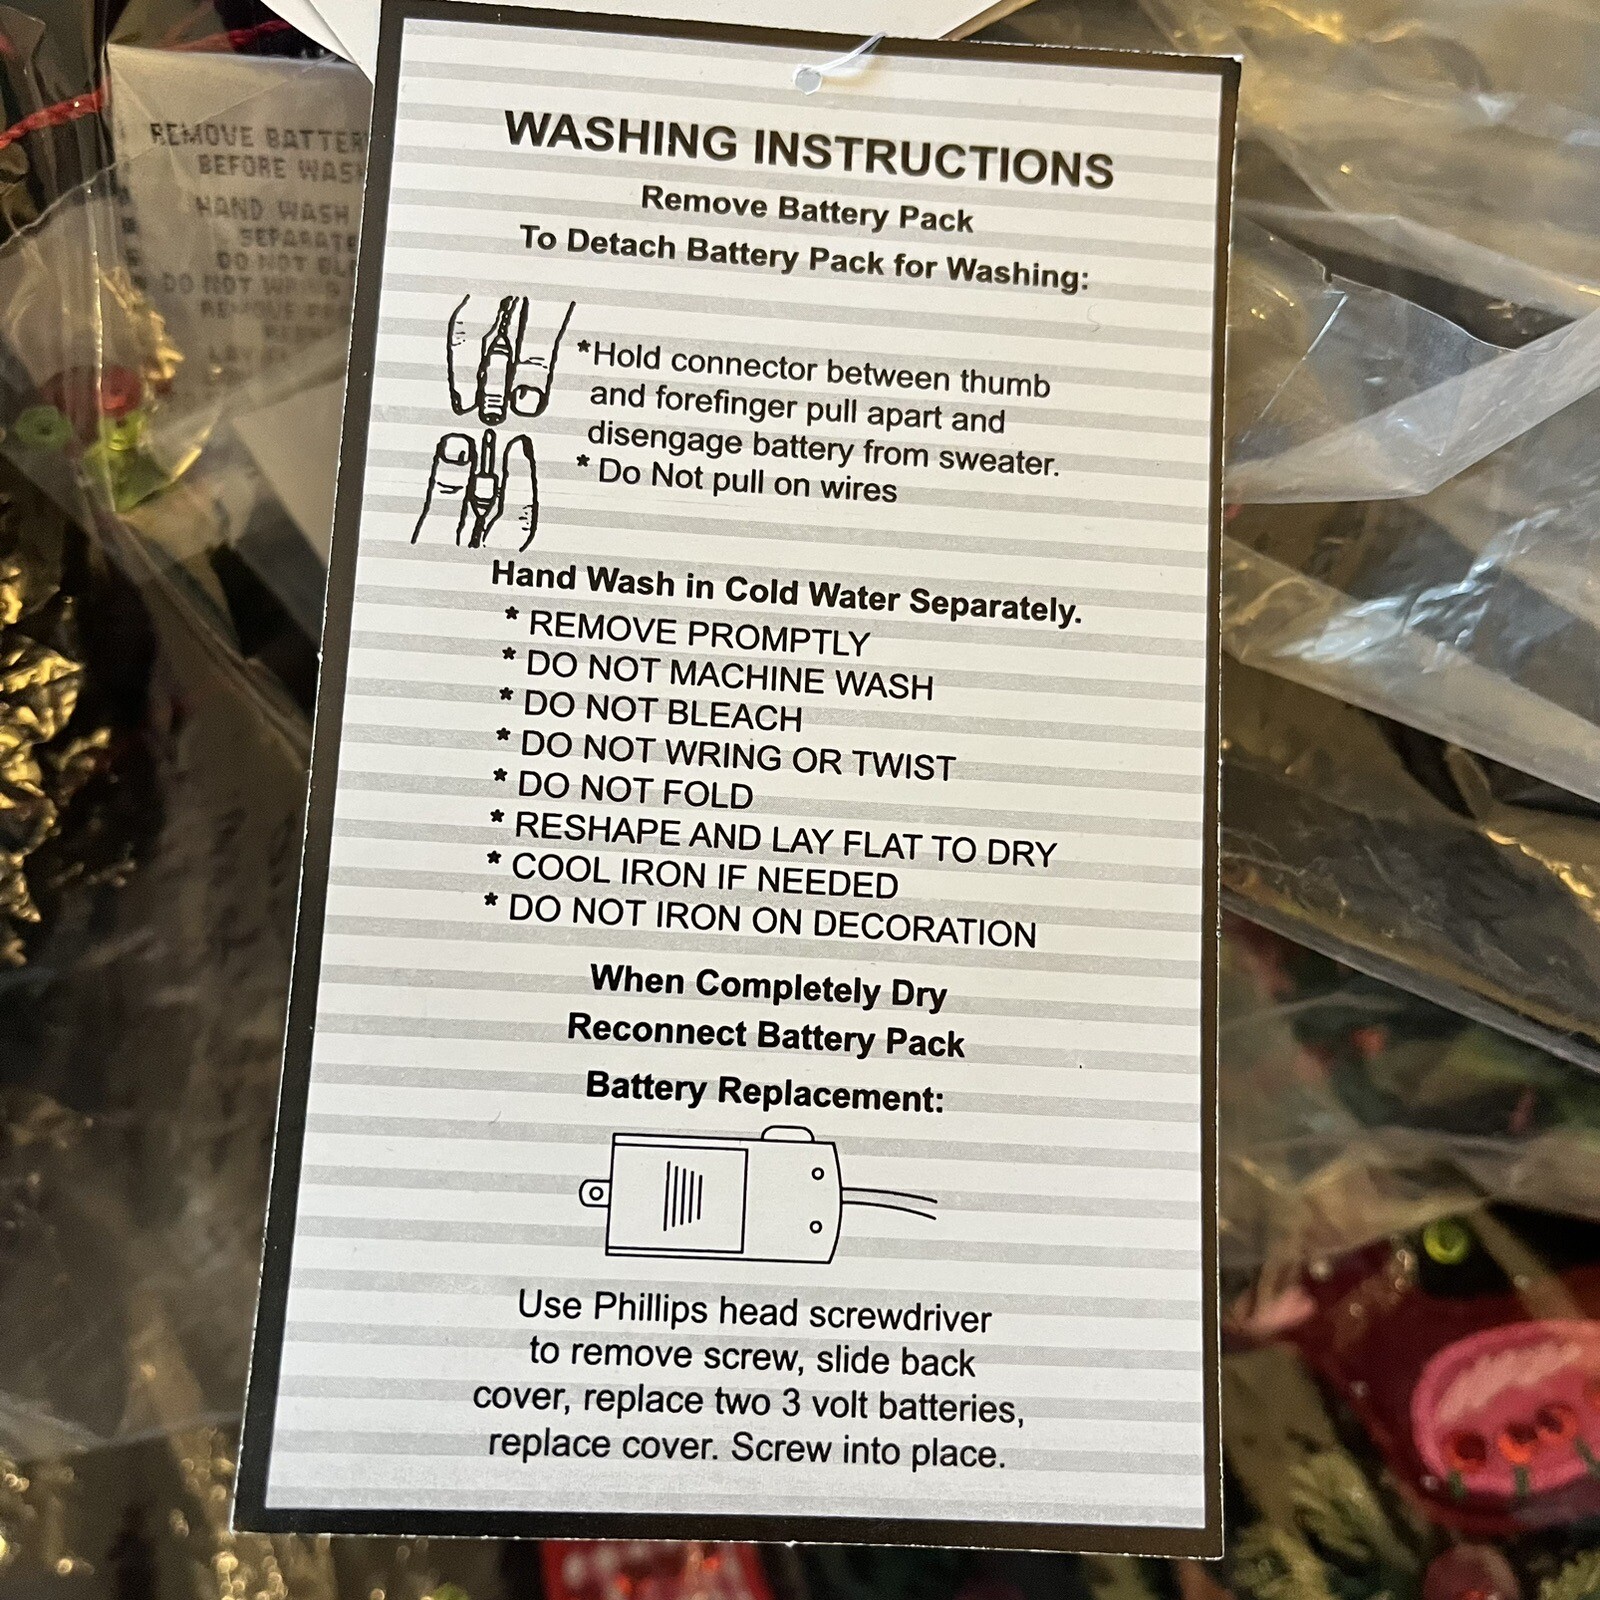 REMOVE
BEFORE
HAND WASH
DO NOT
DO NOT
WASHING INSTRUCTIONS
Remove Battery Pack
To Detach Battery Pack for Washing:
*Hold connector between thumb
and forefinger pull apart and
disengage battery from sweater.
* Do Not pull on wires
Hand Wash in Cold Water Separately.
* REMOVE PROMPTLY
* DO NOT MACHINE WASH
* DO NOT BLEACH
* DO NOT WRING OR TWIST
* DO NOT FOLD
* RESHAPE AND LAY FLAT TO DRY
* COOL IRON IF NEEDED
* DO NOT IRON ON DECORATION
When Completely Dry
Reconnect Battery Pack
Battery Replacement:
Use Phillips head screwdriver
to remove screw, slide back
cover, replace two 3 volt batteries,
replace cover. Screw into place.